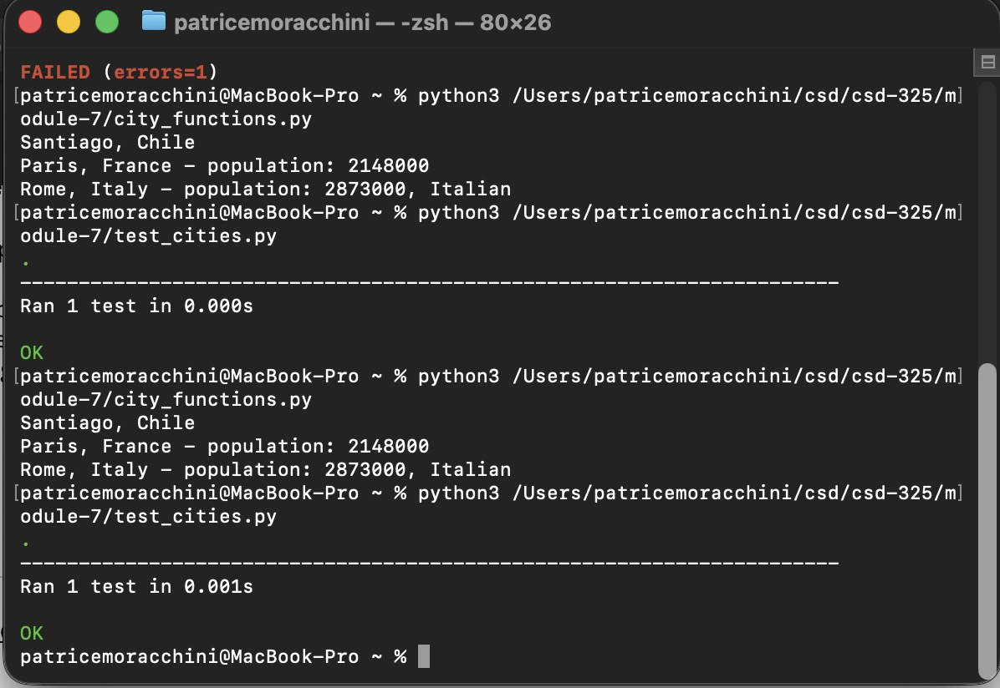 patricemoracchini — -zsh — 80×26
FAILED (errors=1)
[patricemoracchini@MacBook-Pro ~ % python3 /Users/patricemoracchini/csd/csd-325/m]
odule-7/city_functions.py
Santiago, Chile
Paris, France - population: 2148000
Rome, Italy - population: 2873000, Italian
[patricemoracchini@MacBook-Pro ~ % python3 /Users/patricemoracchini/csd/csd-325/m]
odule-7/test_cities.py
.
----------------------------------------------------------------------
Ran 1 test in 0.000s
OK
[patricemoracchini@MacBook-Pro ~ % python3 /Users/patricemoracchini/csd/csd-325/m]
odule-7/city_functions.py
Santiago, Chile
Paris, France - population: 2148000
Rome, Italy - population: 2873000, Italian
[patricemoracchini@MacBook-Pro ~ % python3 /Users/patricemoracchini/csd/csd-325/m]
odule-7/test_cities.py
.
----------------------------------------------------------------------
Ran 1 test in 0.001s
OK
patricemoracchini@MacBook-Pro ~ %